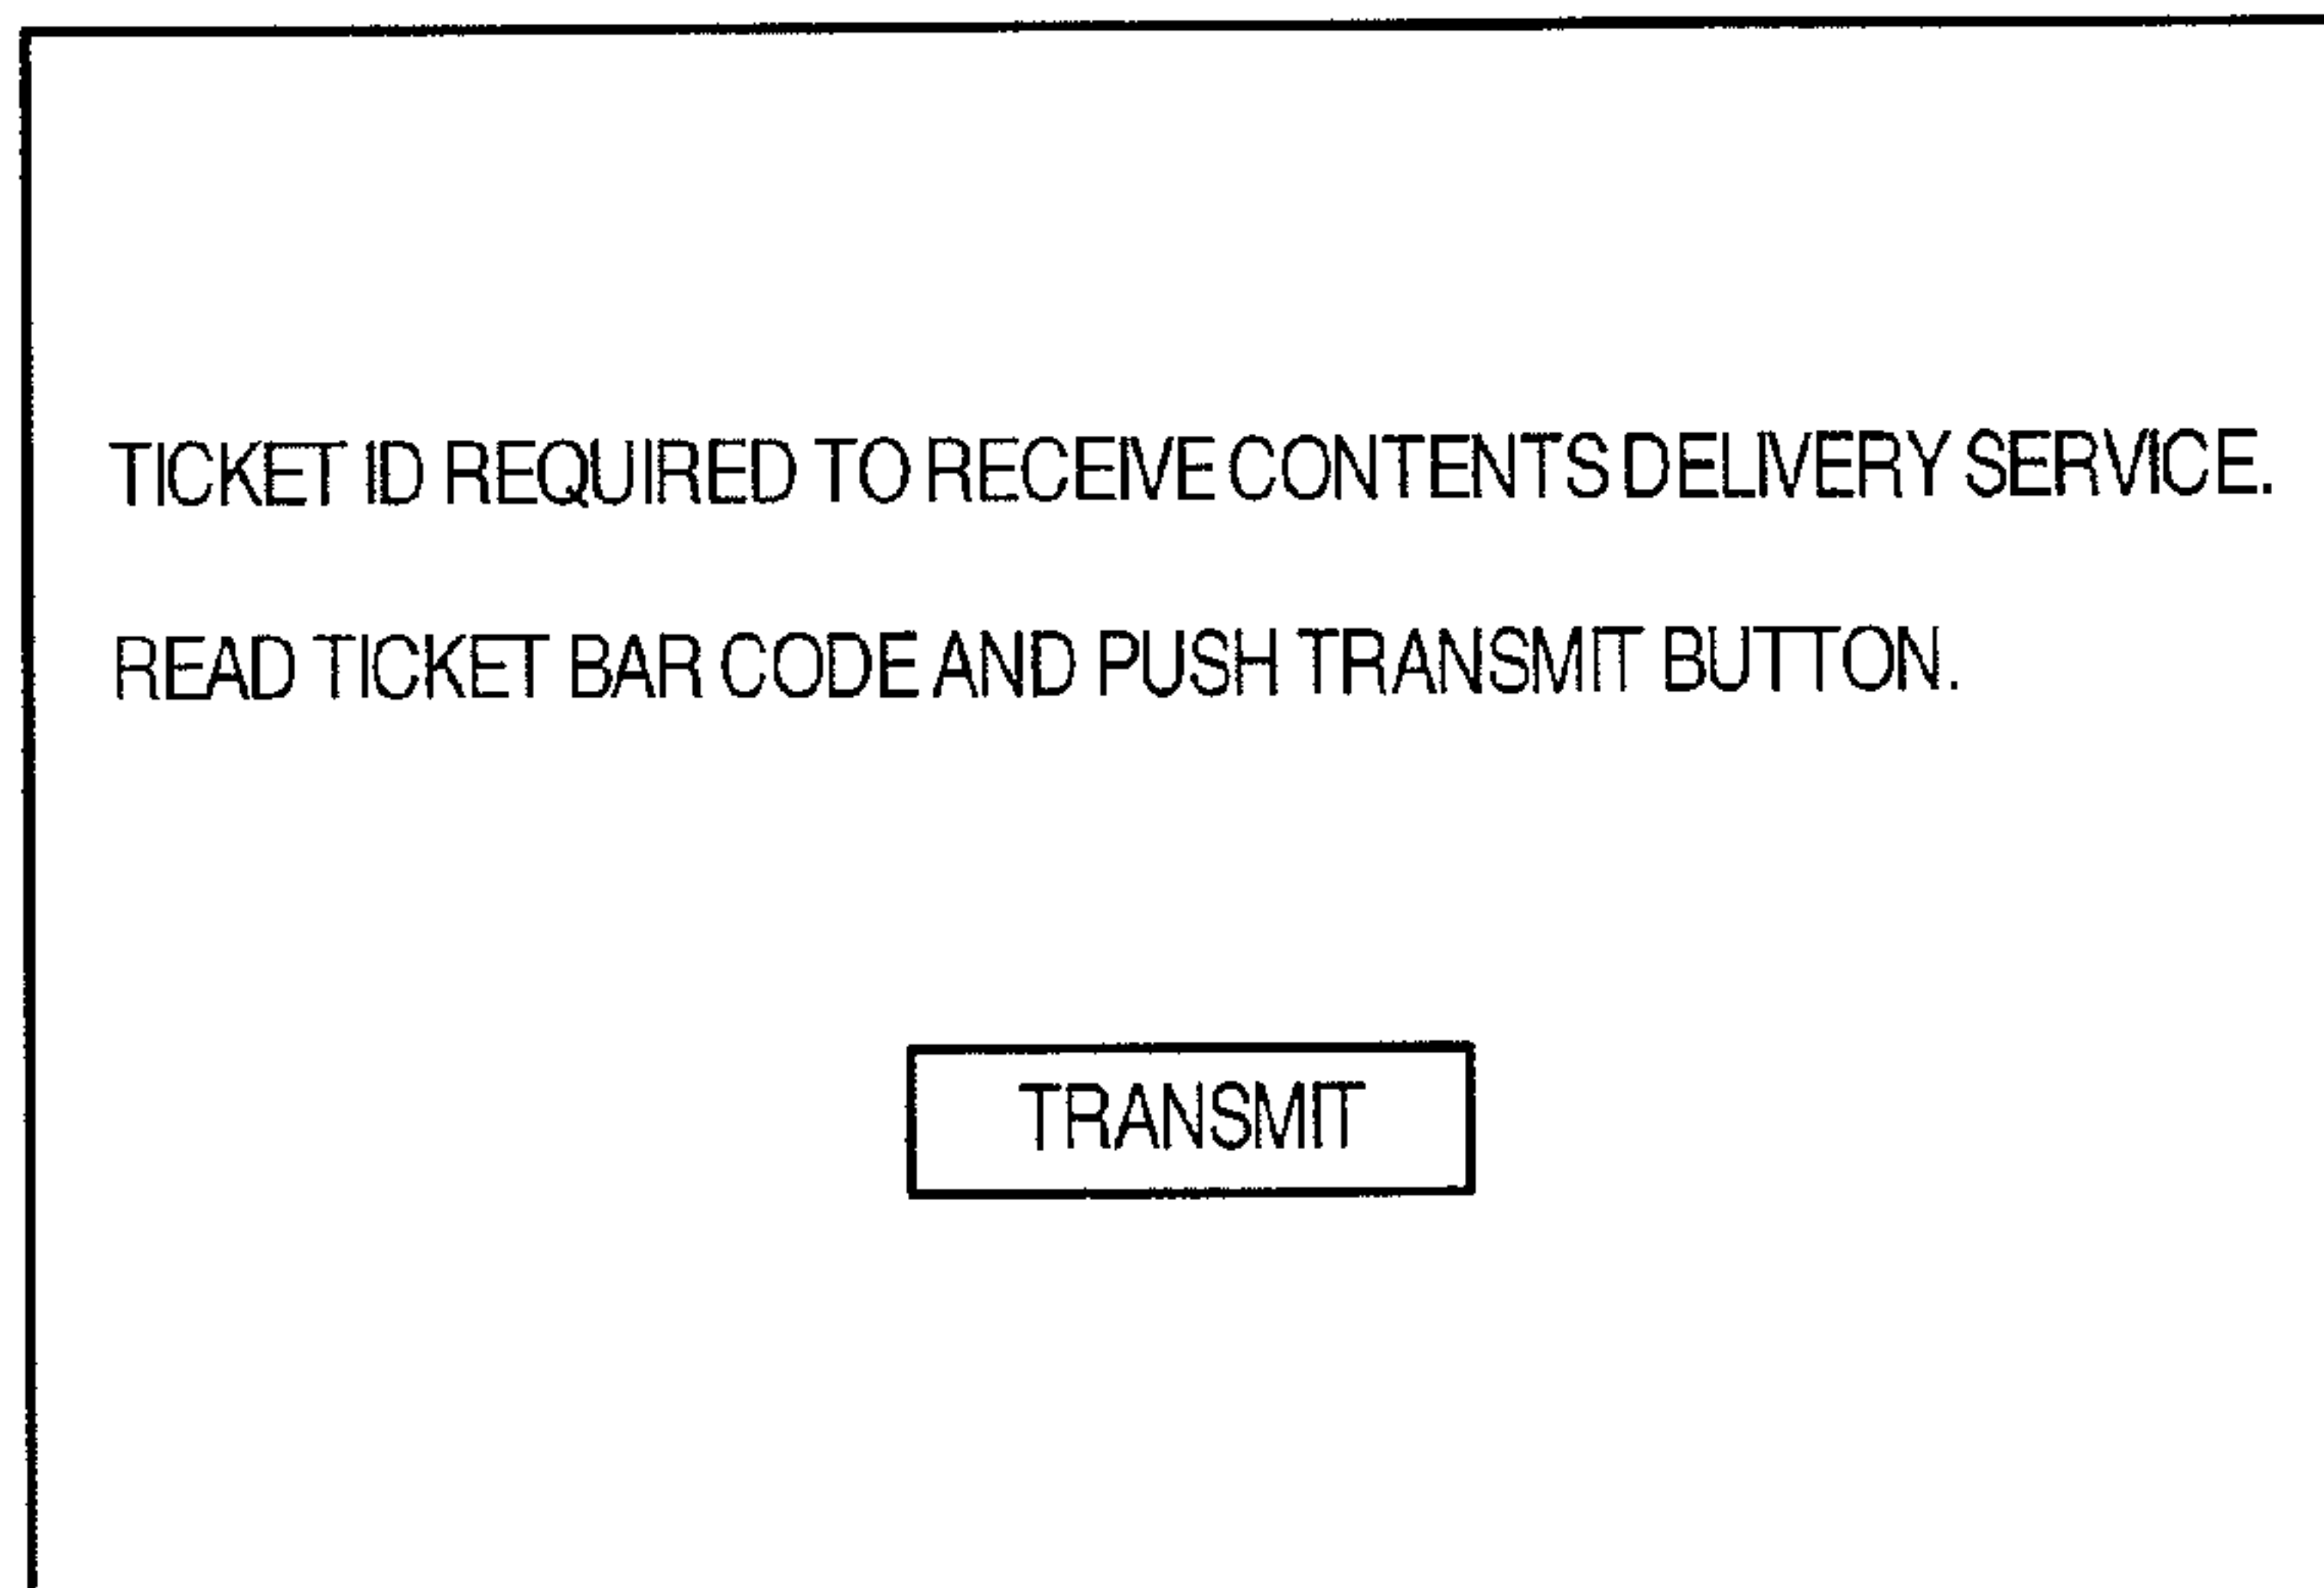 TICKET ID REQUIRED TO RECEIVE CONTENTS DELIVERY SERVICE.
READ TICKET BAR CODE AND PUSH TRANSMIT BUTTON.
TRANSMIT